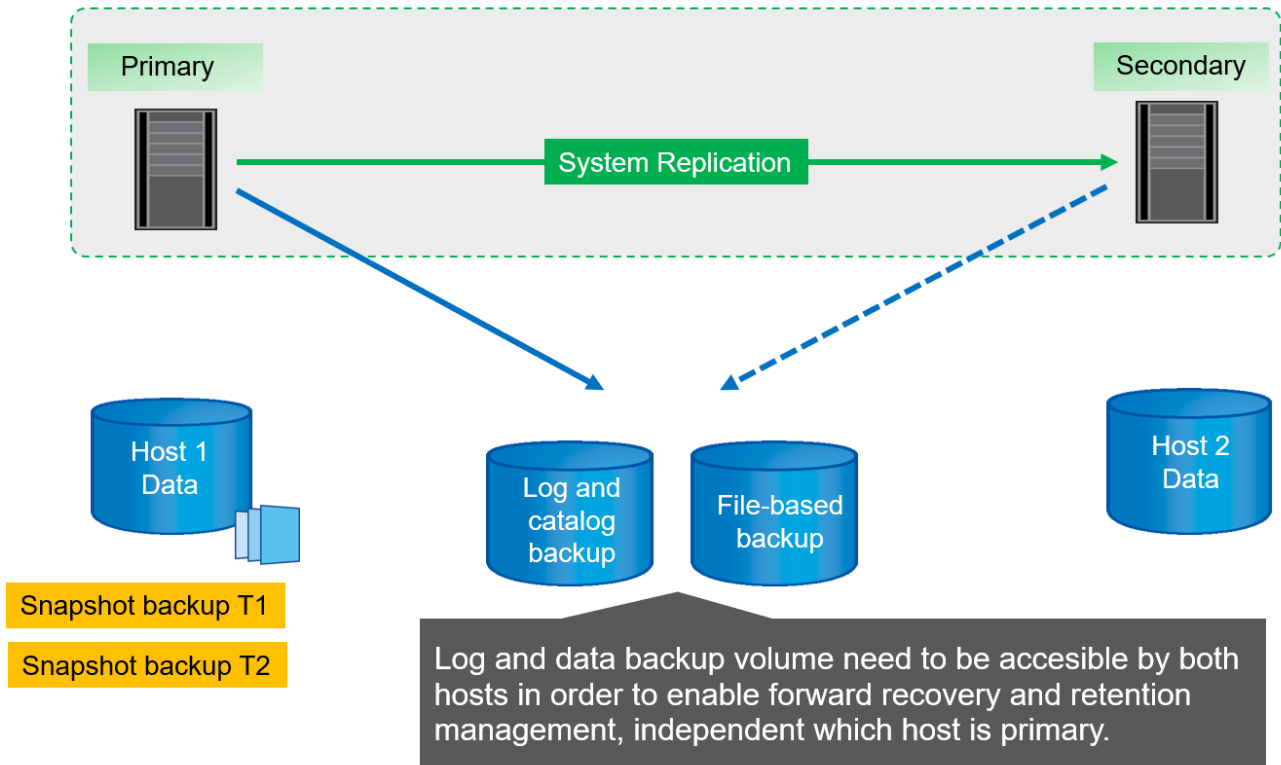 Primary
Secondary
System Replication
Host 1
Data
Log and
catalog
backup
File-based
backup
Host 2
Data
Snapshot backup T1
Snapshot backup T2
Log and data backup volume need to be accesible by both
hosts in order to enable forward recovery and retention
management, independent which host is primary.